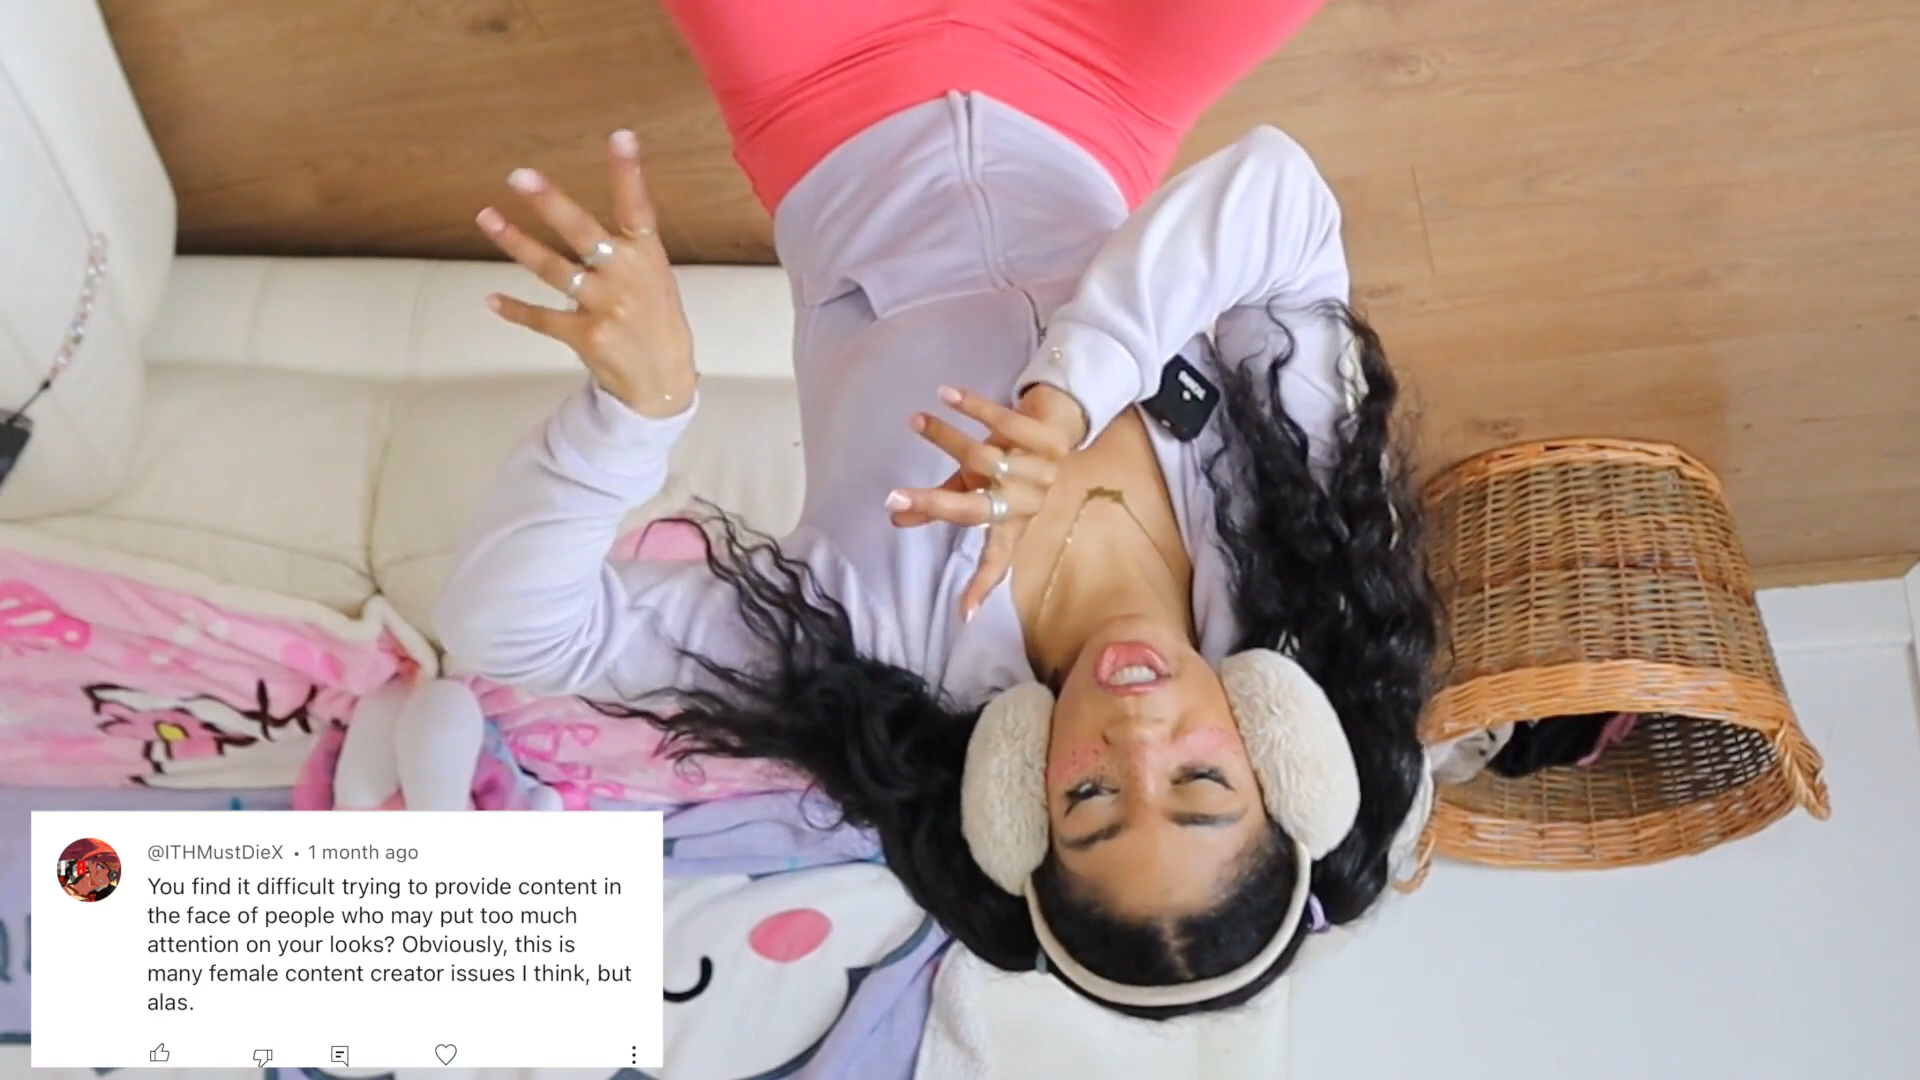 @ITHMustDieX • 1 month ago
You find it difficult trying to provide content in
the face of people who may put too much
attention on your looks? Obviously, this is
many female content creator issues I think, but
alas.